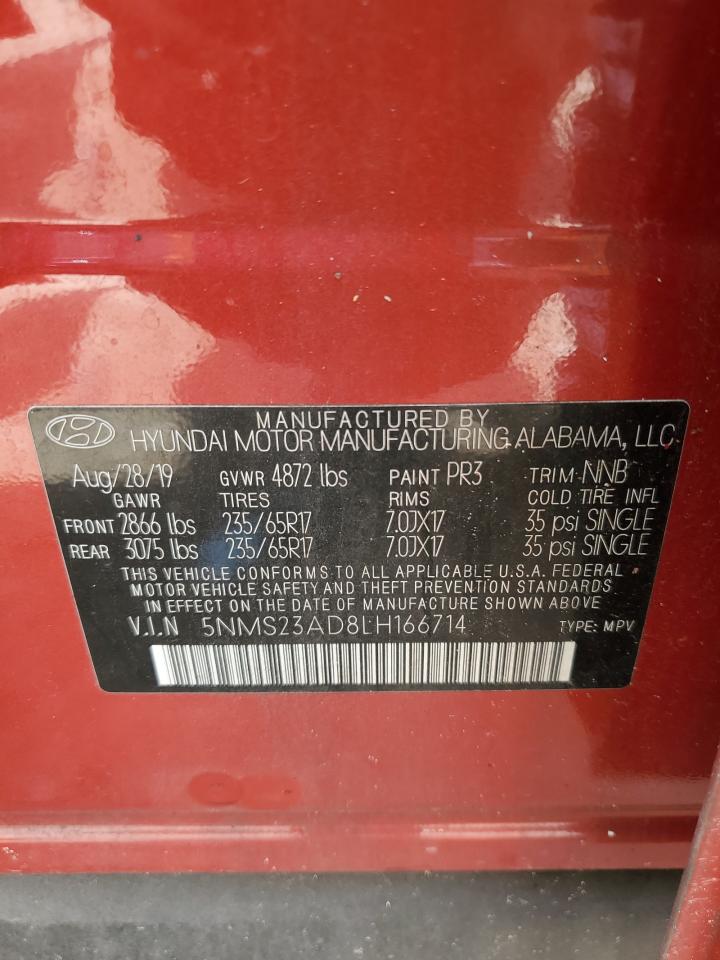 MANUFACTURED BY
HYUNDAI MOTOR MANUFACTURING ALABAMA, LLC
Aug/28/19 GVWR 4872 lbs PAINT PR3 TRIM NNB
GAWR TIRES RIMS COLD TIRE INFL
FRONT 2866 lbs 235/65R17 7.0JX17 35 psi SINGLE
REAR 3075 lbs 235/65R17 7.0JX17 35 psi SINGLE
THIS VEHICLE CONFORMS TO ALL APPLICABLE U.S.A. FEDERAL
MOTOR VEHICLE SAFETY AND THEFT PREVENTION STANDARDS
IN EFFECT ON THE DATE OF MANUFACTURE SHOWN ABOVE
V.I.N 5NMS23AD8LH166714 TYPE: MPV